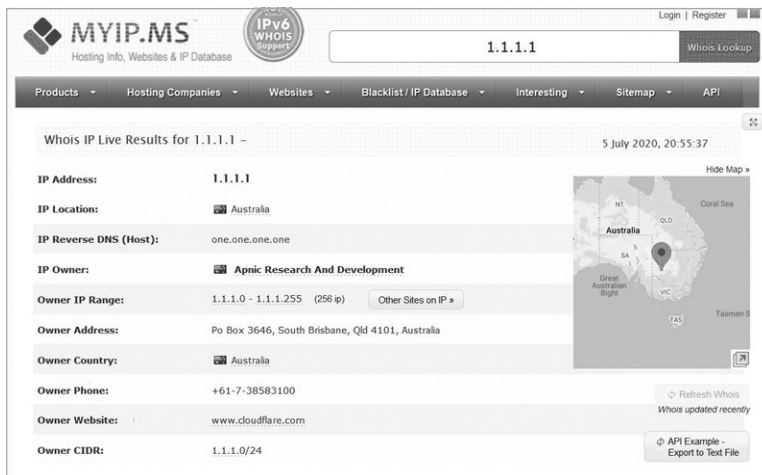 Login | Register
MYIP.MS
Hosting Info, Websites & IP Database
IPv6
WHOIS
Support
1.1.1.1
Whois Lookup
Products Hosting Companies Websites Blacklist / IP Database Interesting Sitemap API
Whois IP Live Results for 1.1.1.1 –
5 July 2020, 20:55:37
Hide Map »
IP Address: 1.1.1.1
IP Location: Australia
IP Reverse DNS (Host): one.one.one.one
IP Owner: Apnic Research And Development
Owner IP Range: 1.1.1.0 - 1.1.1.255 (256 ip) Other Sites on IP »
Owner Address: Po Box 3646, South Brisbane, Qld 4101, Australia
Owner Country: Australia
Owner Phone: +61-7-38583100
Owner Website: www.cloudflare.com
Owner CIDR: 1.1.1.0/24
NT
Coral Sea
QLD
Australia
SA
Great
Australian
Bight
VIC
Tasman S
TAS
Refresh Whois
Whois updated recently
API Example -
Export to Text File